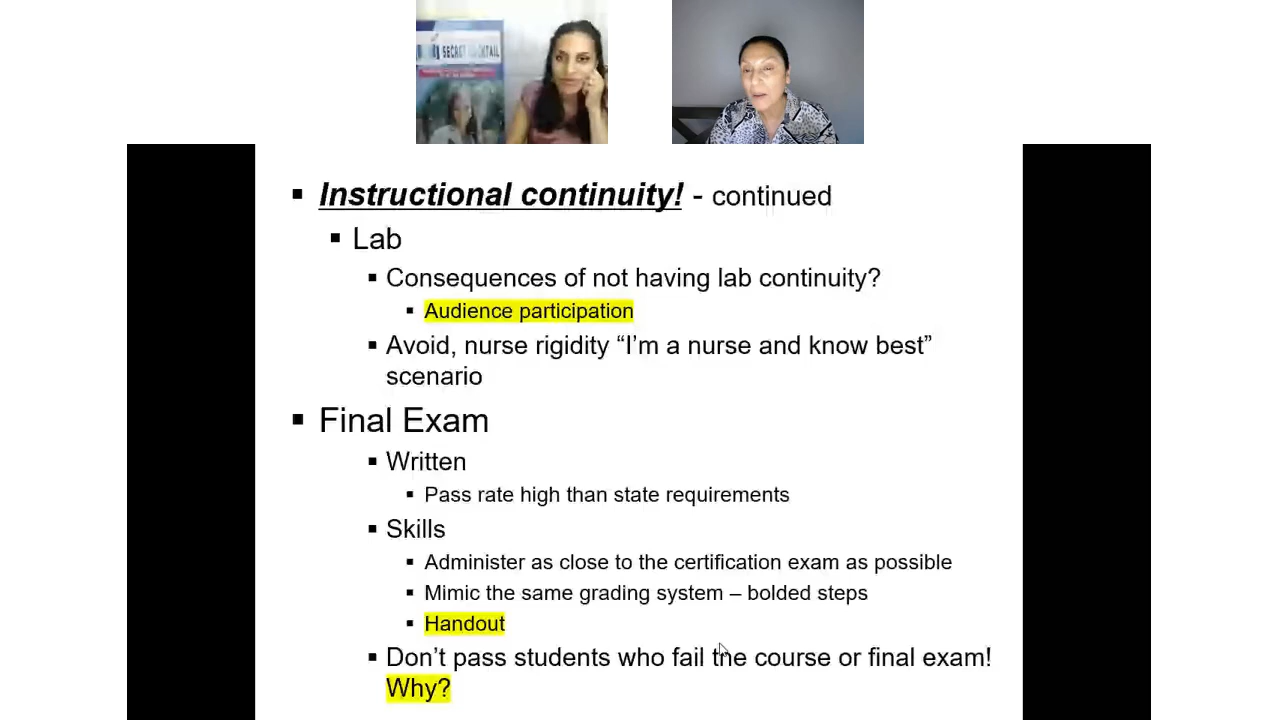 SECRET COCKTAIL
▪ Instructional continuity! - continued
▪ Lab
▪ Consequences of not having lab continuity?
▪ Audience participation
▪ Avoid, nurse rigidity “I’m a nurse and know best”
scenario
▪ Final Exam
▪ Written
▪ Pass rate high than state requirements
▪ Skills
▪ Administer as close to the certification exam as possible
▪ Mimic the same grading system – bolded steps
▪ Handout
▪ Don’t pass students who fail the course or final exam!
Why?